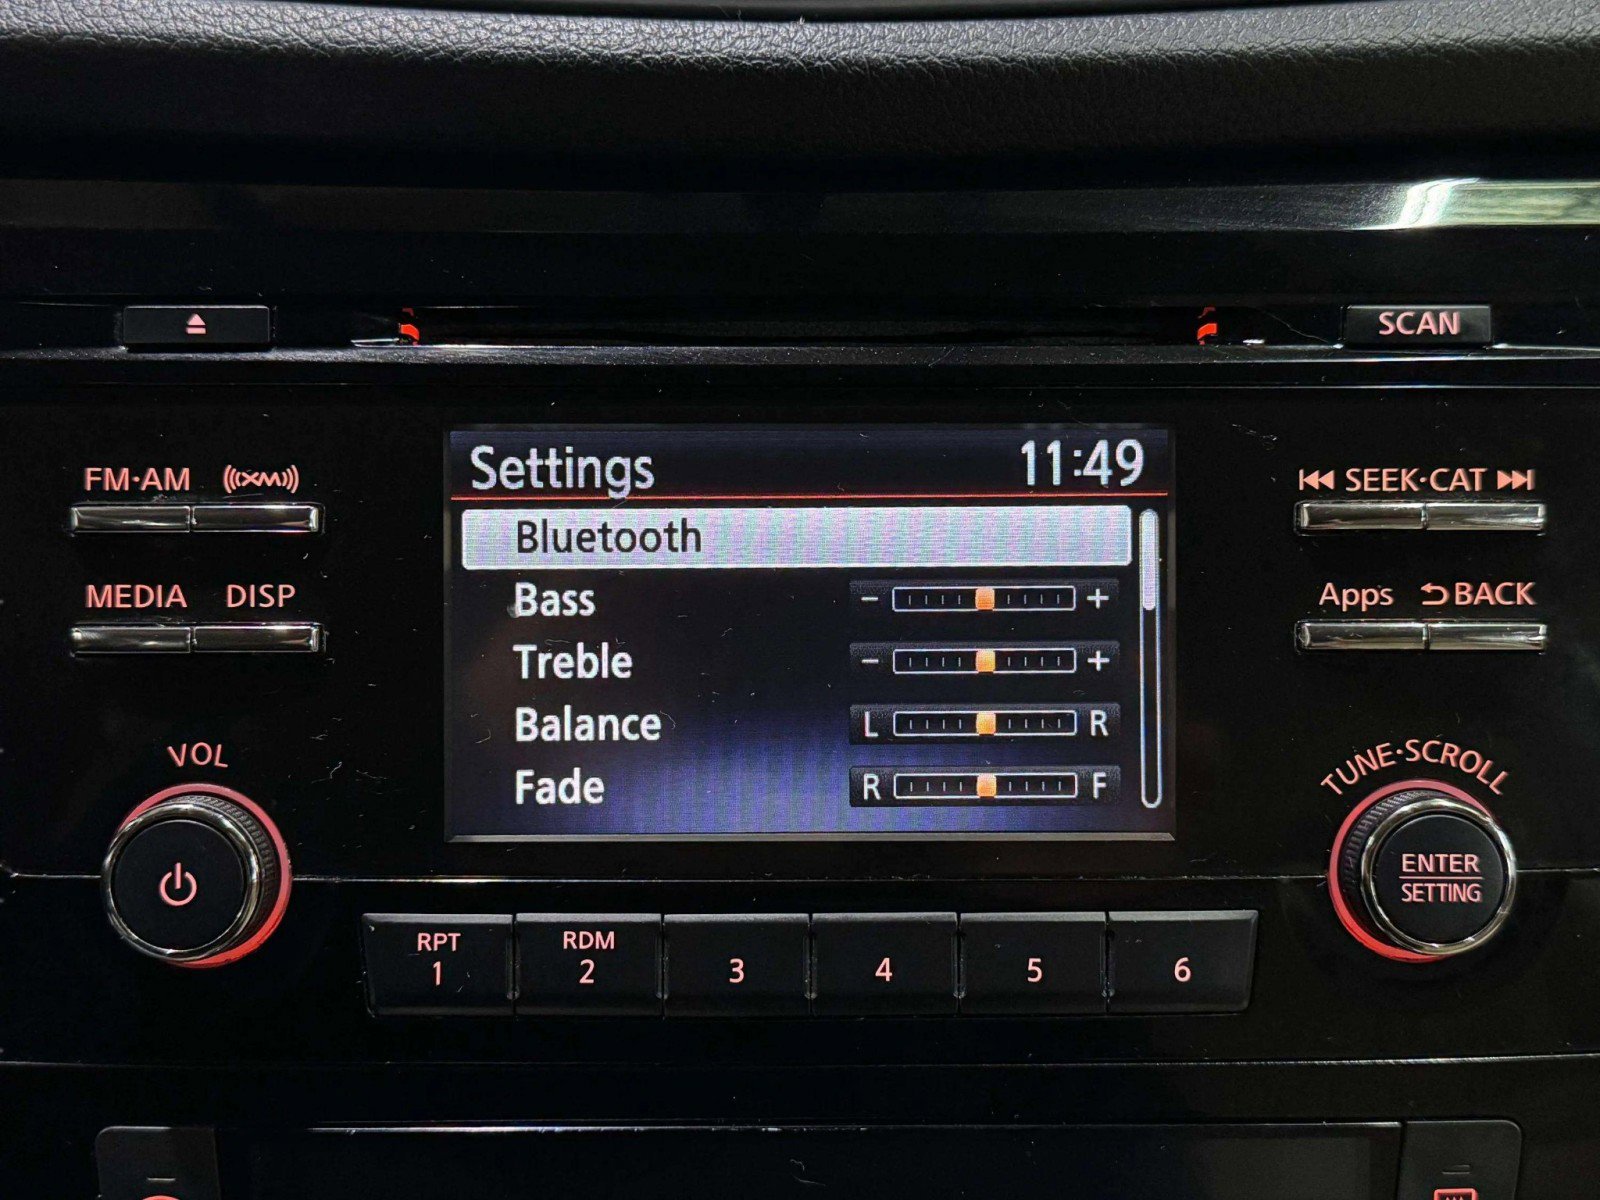 SCAN
FM·AM XM
⏮ SEEK·CAT ⏭
MEDIA DISP
Apps ⮌BACK
Settings 11:49
Bluetooth
Bass - +
Treble - +
Balance L R
Fade R F
VOL
TUNE·SCROLL
ENTER
SETTING
RPT
1
RDM
2
3
4
5
6